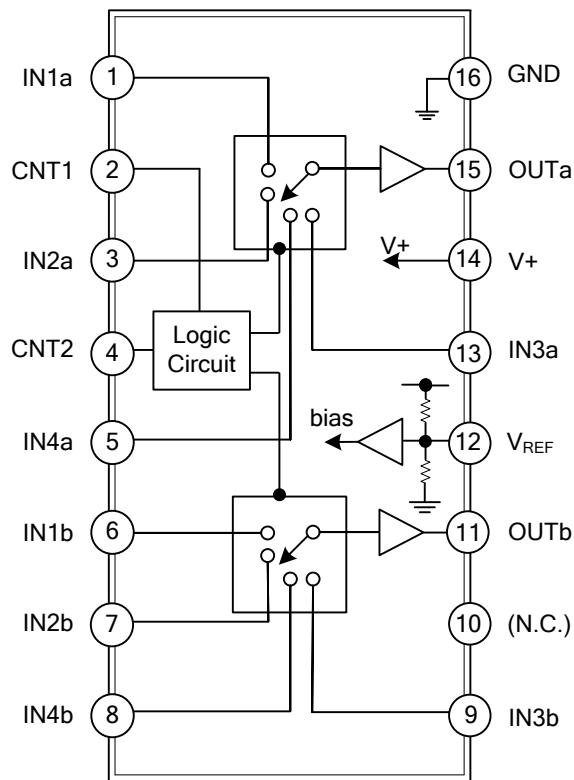 IN1a 1 16 GND
CNT1 2 15 OUTa
IN2a 3 V+ 14 V+
CNT2 4 Logic Circuit 13 IN3a
IN4a 5 bias 12 VREF
IN1b 6 11 OUTb
IN2b 7 10 (N.C.)
IN4b 8 9 IN3b